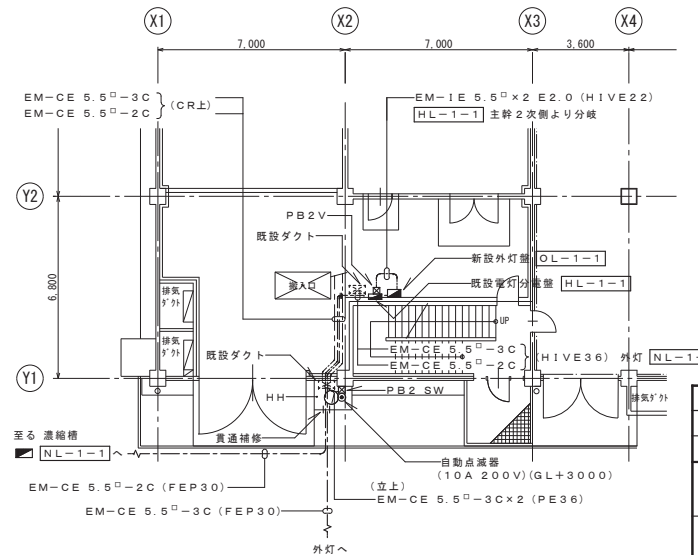 X1
X2
X3
X4
7,000
7,000
3,600
EM-CE 5.5□-3C
EM-CE 5.5□-2C
(CR上)
EM-IE 5.5□×2 E2.0 (HIVE22)
HL-1-1 主幹2次側より分岐
Y2
PB2V
既設ダクト
新設外灯盤 OL-1-1
搬入口
既設電灯分電盤 HL-1-1
6,800
排気
ダクト
排気
ダクト
UP
EM-CE 5.5□-3C
EM-CE 5.5□-2C
(HIVE36) 外灯 NL-1-
既設ダクト
Y1
HH
PB2 SW
排気ダクト
貫通補修
至る 濃縮槽
NL-1-1 へ
自動点滅器
(10A 200V)(GL+3000)
EM-CE 5.5□-2C (FEP30)
(立上)
EM-CE 5.5□-3C×2 (PE36)
EM-CE 5.5□-3C (FEP30)
外灯へ